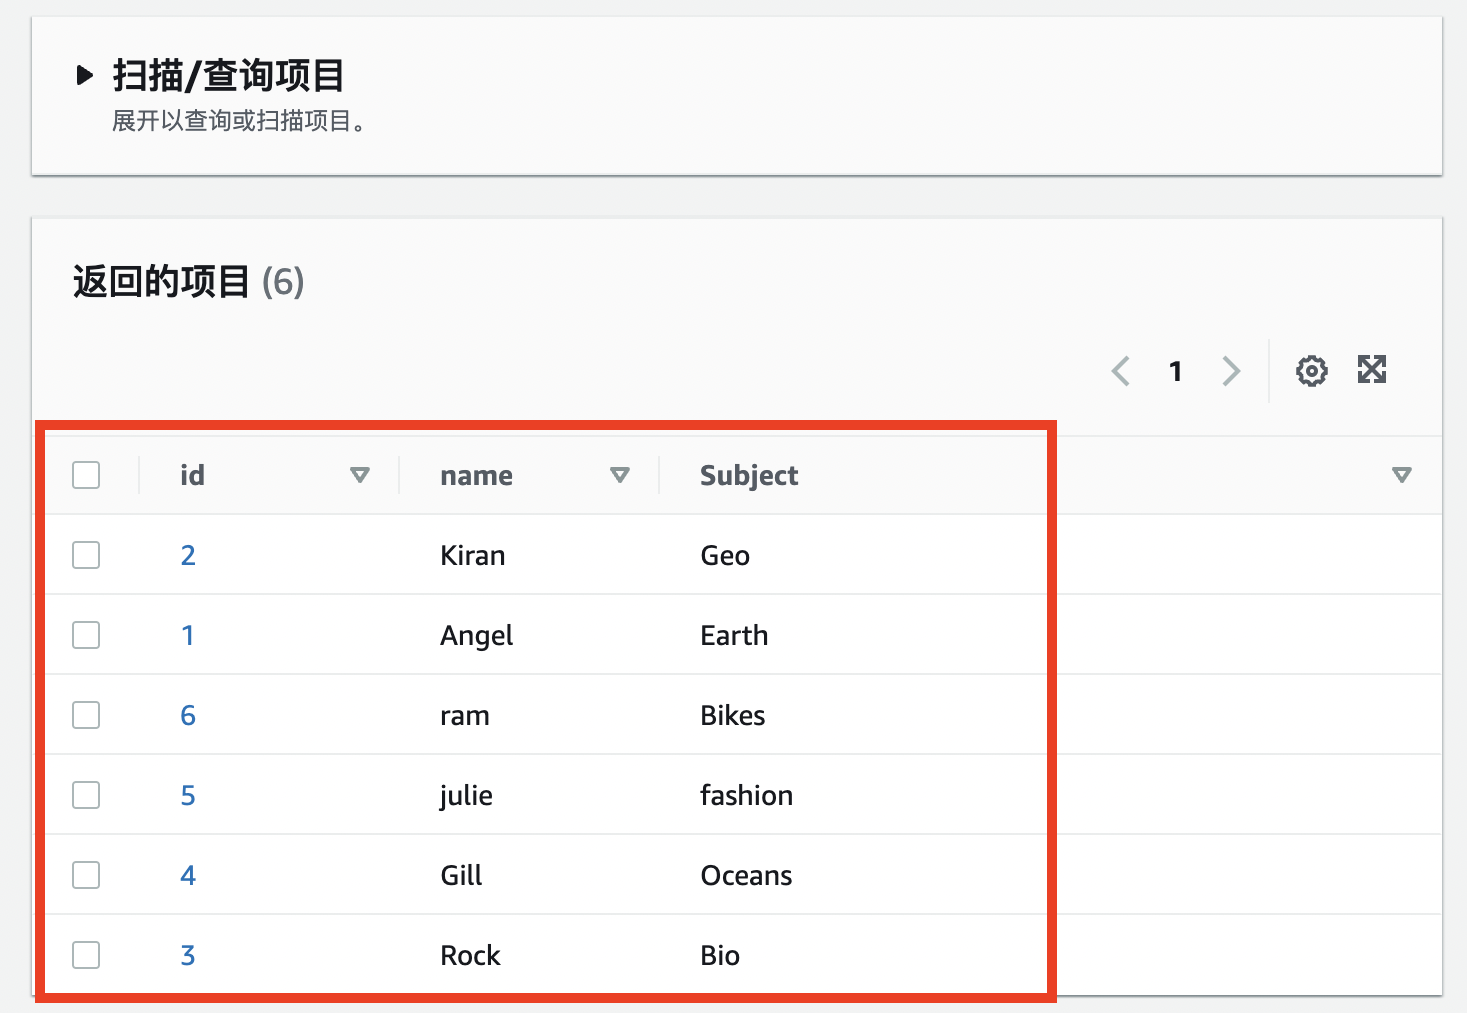 扫描/查询项目
展开以查询或扫描项目。
返回的项目 (6)
1
id name Subject
2 Kiran Geo
1 Angel Earth
6 ram Bikes
5 julie fashion
4 Gill Oceans
3 Rock Bio